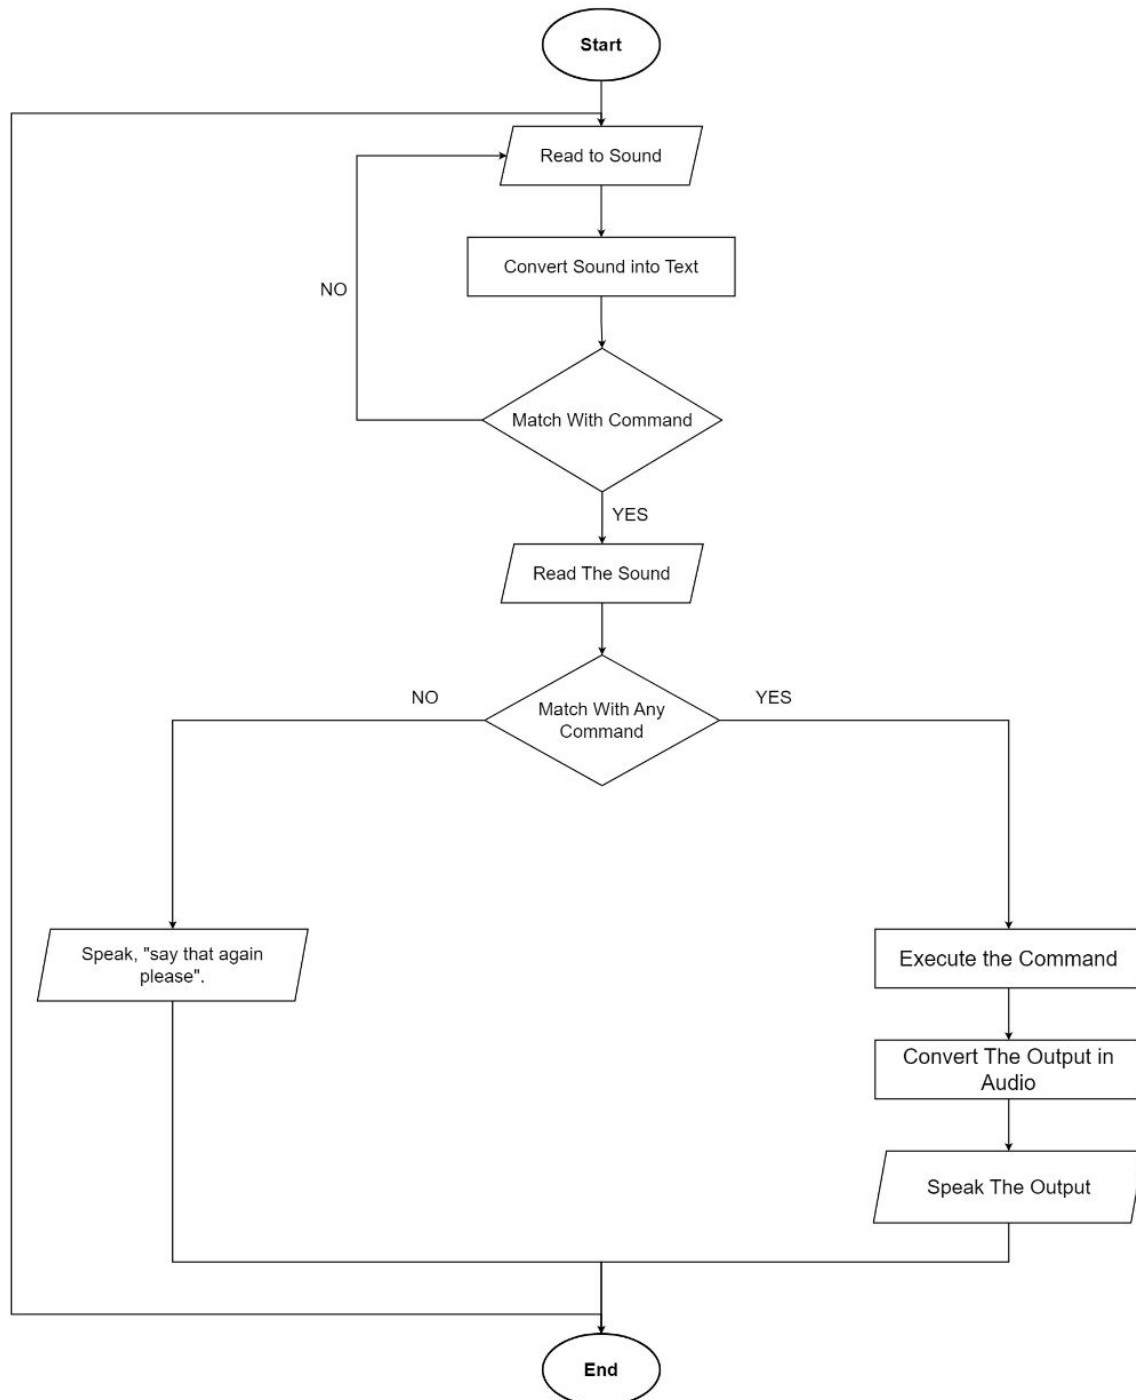 Start
Read to Sound
Convert Sound into Text
NO
Match With Command
YES
Read The Sound
NO
YES
Match With Any
Command
Speak, "say that again
please".
Execute the Command
Convert The Output in
Audio
Speak The Output
End